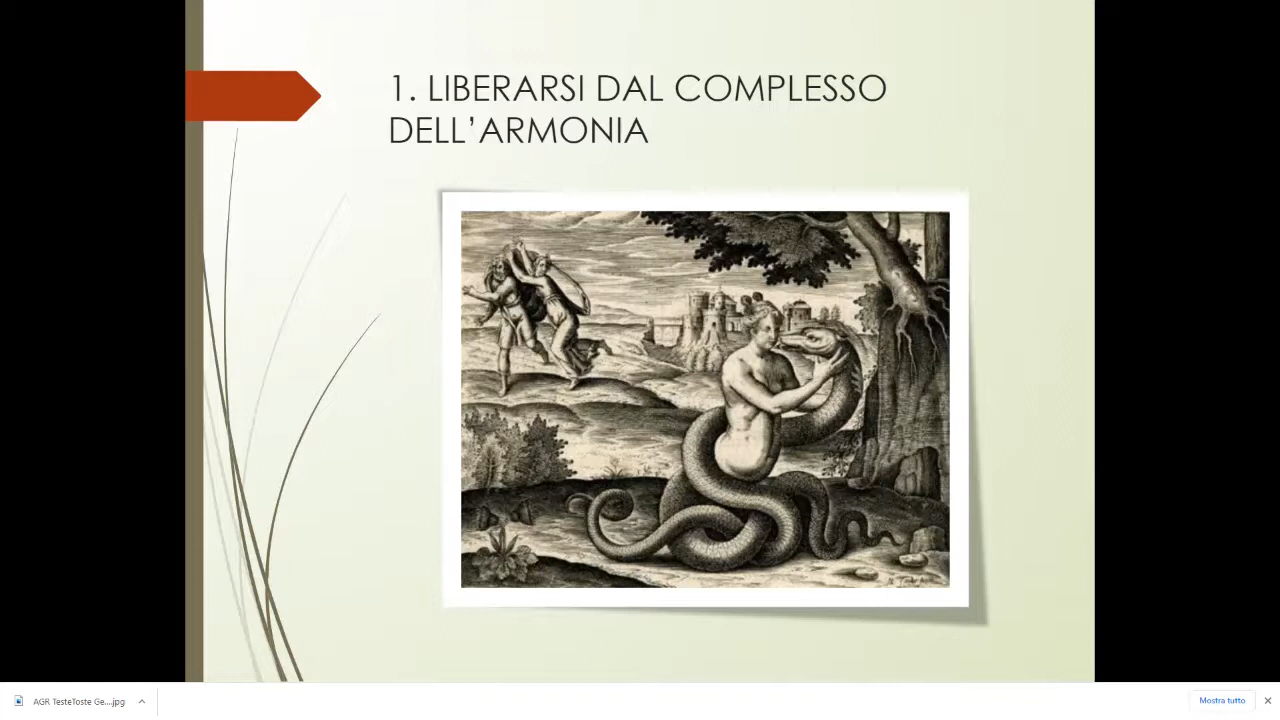 1. LIBERARSI DAL COMPLESSO
DELL’ARMONIA
AGR TesteToste Ge....jpg
Mostra tutto